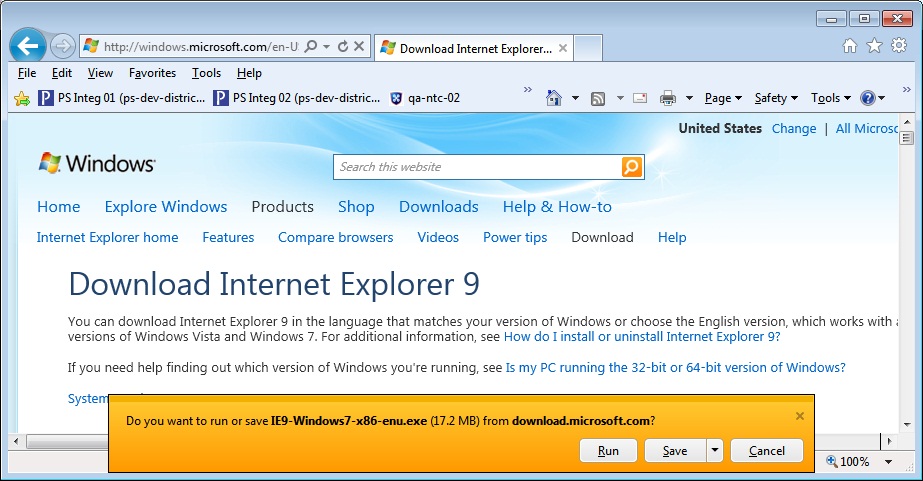 http://windows.microsoft.com/en-U
Download Internet Explorer...
File Edit View Favorites Tools Help
PS Integ 01 (ps-dev-distric... PS Integ 02 (ps-dev-distric... qa-ntc-02 Page Safety Tools
United States Change | All Microsc
Windows
Search this website
Home Explore Windows Products Shop Downloads Help & How-to
Internet Explorer home Features Compare browsers Videos Power tips Download Help
Download Internet Explorer 9
You can download Internet Explorer 9 in the language that matches your version of Windows or choose the English version, which works with a
versions of Windows Vista and Windows 7. For additional information, see How do I install or uninstall Internet Explorer 9?
If you need help finding out which version of Windows you're running, see Is my PC running the 32-bit or 64-bit version of Windows?
System
Do you want to run or save IE9-Windows7-x86-enu.exe (17.2 MB) from download.microsoft.com?
Run Save Cancel
100%